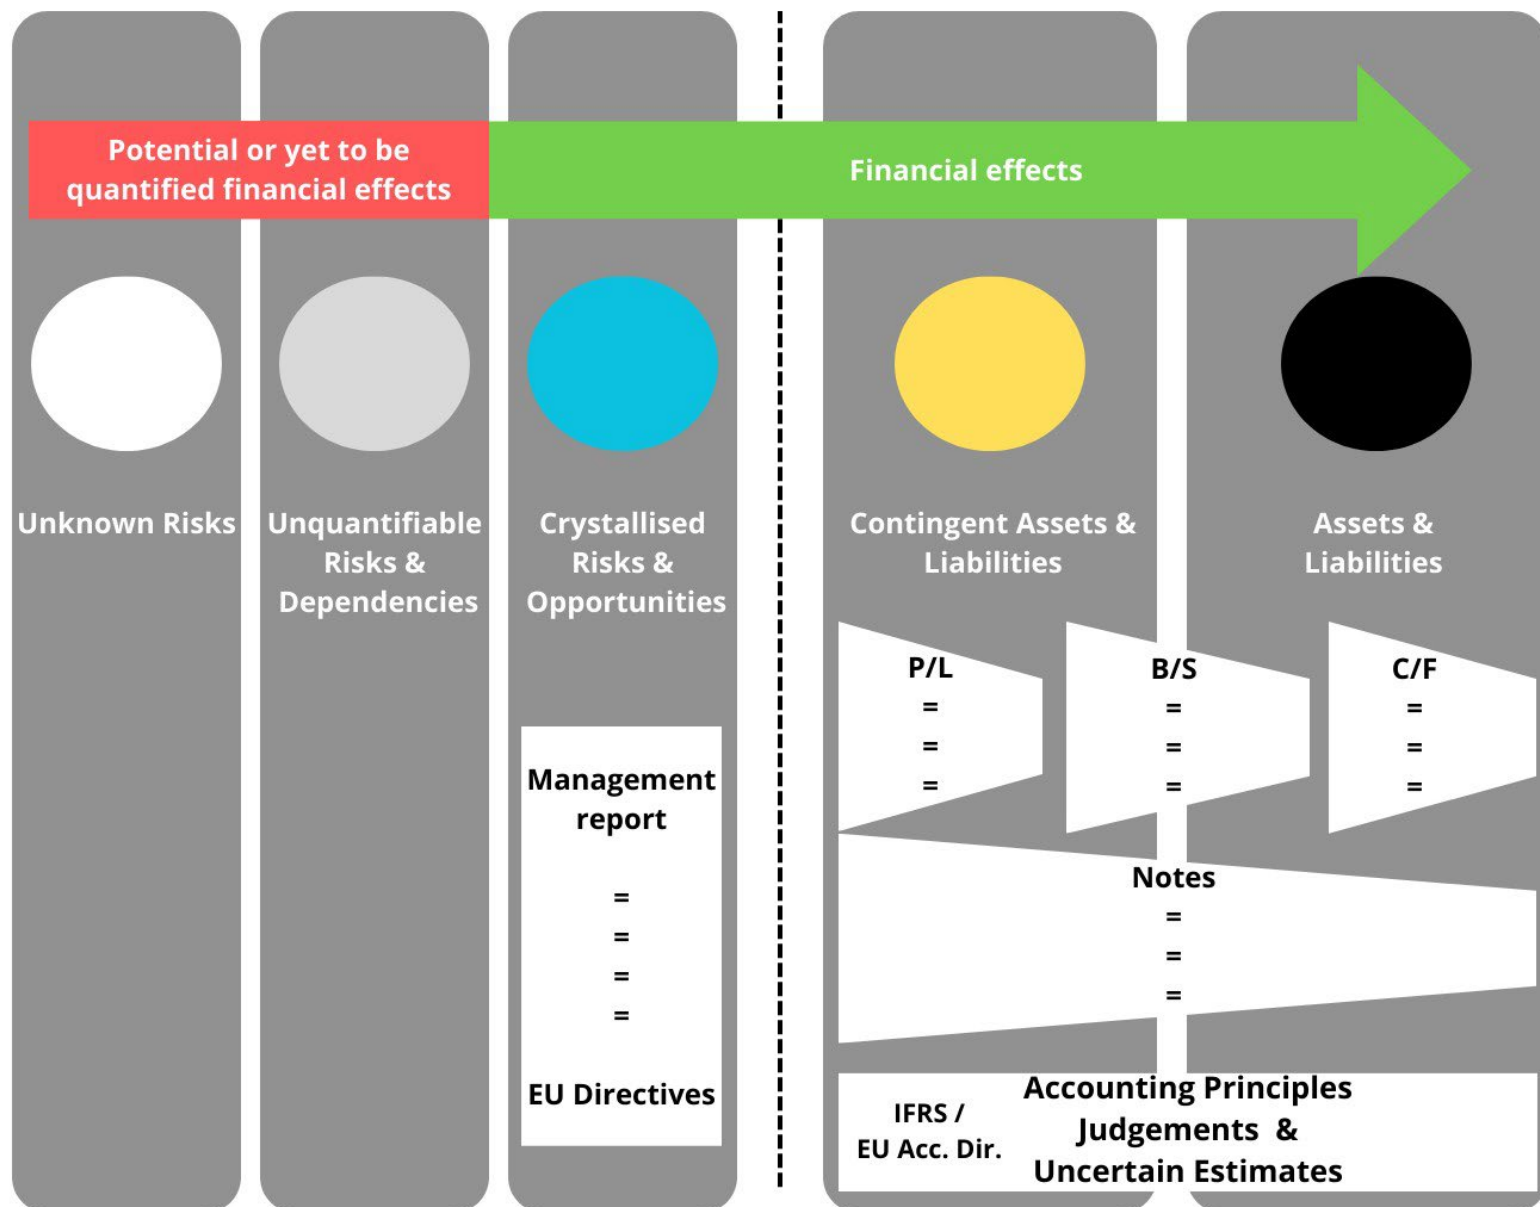 Potential or yet to be
quantified financial effects
Financial effects
Unknown Risks
Unquantifiable
Risks &
Dependencies
Crystallised
Risks &
Opportunities
Contingent Assets &
Liabilities
Assets &
Liabilities
Management
report
=
=
=
=
EU Directives
P/L
=
=
=
B/S
=
=
=
C/F
=
=
=
Notes
=
=
=
IFRS /
EU Acc. Dir.
Accounting Principles
Judgements &
Uncertain Estimates